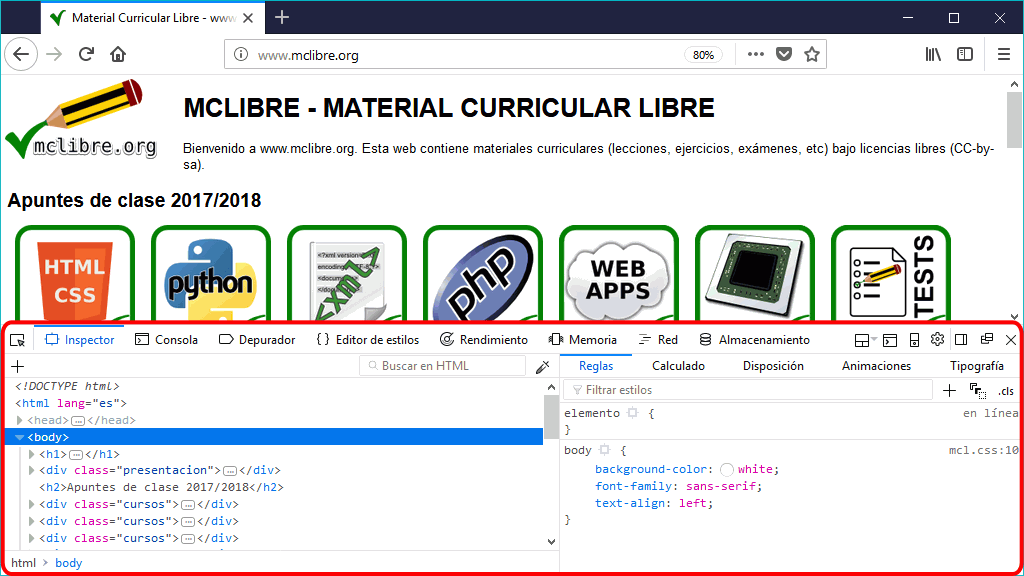 Material Curricular Libre - www
www.mclibre.org
80%
mclibre.org
MCLIBRE - MATERIAL CURRICULAR LIBRE
Bienvenido a www.mclibre.org. Esta web contiene materiales curriculares (lecciones, ejercicios, exámenes, etc) bajo licencias libres (CC-by-
sa).
Apuntes de clase 2017/2018
HTML
CSS
python
<?xml version
encoding
<docume
</docu
<xml>
php
WEB
APPS
TESTS
Inspector
Consola
Depurador
{ } Editor de estilos
Rendimiento
Memoria
Red
Almacenamiento
+
Buscar en HTML
Reglas
Calculado
Disposición
Animaciones
Tipografía
Filtrar estilos
+
.cls
<!DOCTYPE html>
<html lang="es">
<head>…</head>
<body>
<h1>…</h1>
<div class="presentacion">…</div>
<h2>Apuntes de clase 2017/2018</h2>
<div class="cursos">…</div>
<div class="cursos">…</div>
<div class="cursos">…</div>
html > body
elemento {
en línea
}
body {
mcl.css:10
background-color: white;
font-family: sans-serif;
text-align: left;
}